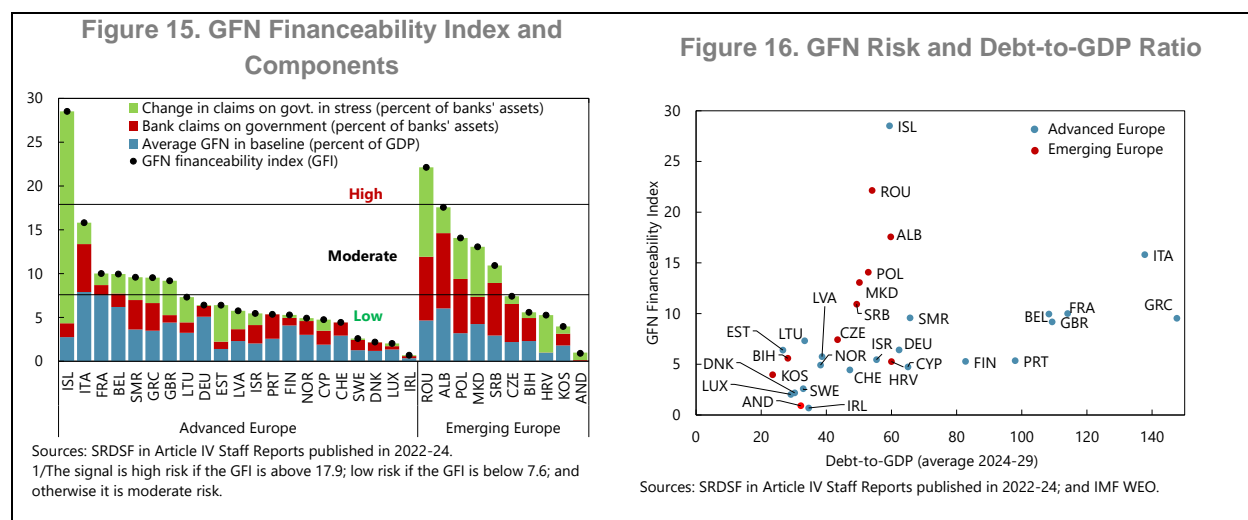 Figure 15. GFN Financeability Index and
Components
30
25
20
15
10
5
0
Change in claims on govt. in stress (percent of banks' assets)
Bank claims on government (percent of banks' assets)
Average GFN in baseline (percent of GDP)
GFN financeability index (GFI)
High
Moderate
Low
ISL ITA FRA BEL SMR GRC GBR LTU DEU EST LVA ISR PRT FIN NOR CYP CHE SWE DNK LUX IRL ROU ALB POL MKD SRB CZE BIH HRV KOS AND
Advanced Europe Emerging Europe
Sources: SRDSF in Article IV Staff Reports published in 2022-24.
1/The signal is high risk if the GFI is above 17.9; low risk if the GFI is below 7.6; and
otherwise it is moderate risk.
Figure 16. GFN Risk and Debt-to-GDP Ratio
GFN Financeability Index
30
25
20
15
10
5
0
Advanced Europe
Emerging Europe
ISL
ROU
ALB
ITA
POL
MKD
LVA
SRB
SMR
BEL
FRA
GBR
GRC
EST
LTU
CZE
ISR
DEU
BIH
NOR
DNK
KOS
CHE
CYP
HRV
FIN
PRT
LUX
SWE
AND
IRL
0 20 40 60 80 100 120 140
Debt-to-GDP (average 2024-29)
Sources: SRDSF in Article IV Staff Reports published in 2022-24; and IMF WEO.